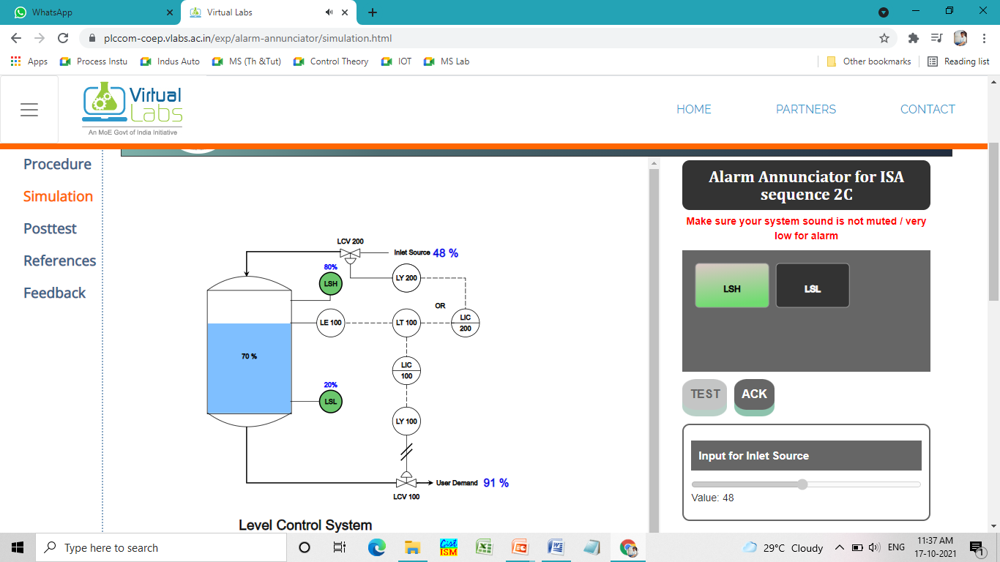 WhatsApp
Virtual Labs
plccom-coep.vlabs.ac.in/exp/alarm-annunciator/simulation.html
Apps
Process Instu
Indus Auto
MS (Th &Tut)
Control Theory
IOT
MS Lab
Other bookmarks
Reading list
Virtual
Labs
An MoE Govt of India Initiative
HOME
PARTNERS
CONTACT
Procedure
Simulation
Posttest
References
Feedback
LCV 200
Inlet Source 48 %
80%
LSH
LY 200
OR
LE 100
LT 100
LIC
200
70 %
LIC
100
20%
LSL
LY 100
User Demand 91 %
LCV 100
Level Control System
Alarm Annunciator for ISA
sequence 2C
Make sure your system sound is not muted / very
low for alarm
LSH
LSL
TEST
ACK
Input for Inlet Source
Value: 48
Type here to search
Cist
ISM
29°C Cloudy
ENG
11:37 AM
17-10-2021
1